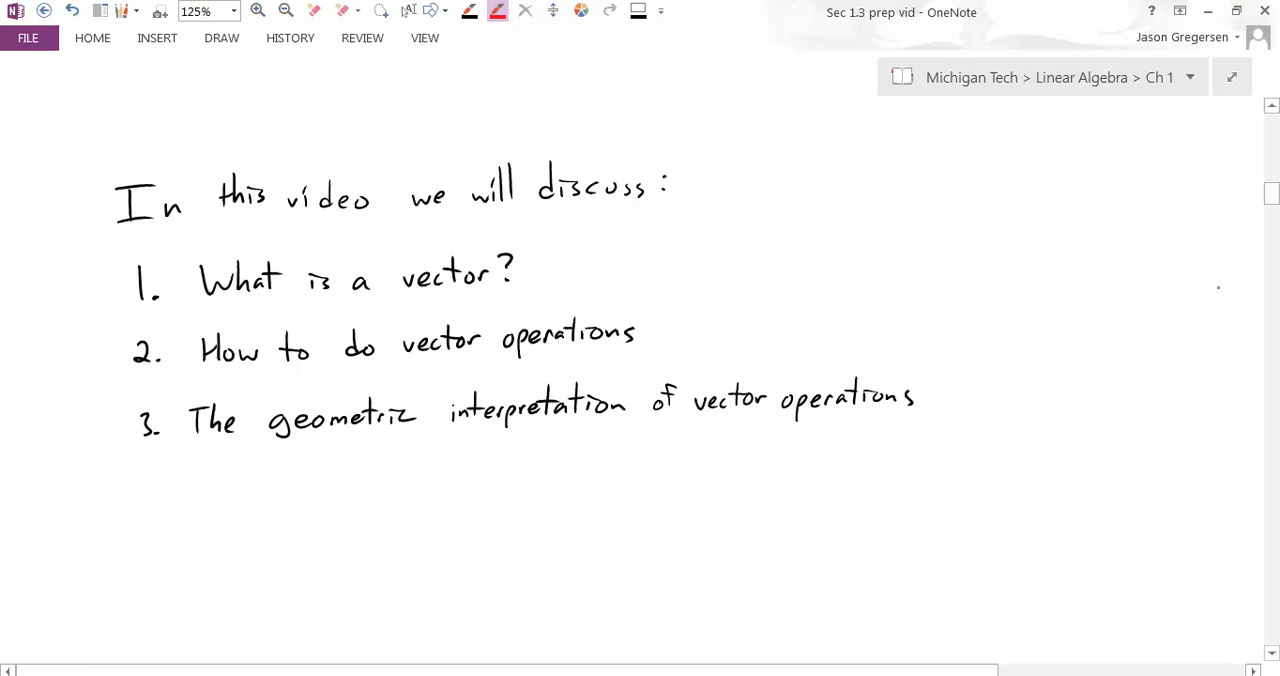 125%
Sec 1.3 prep vid - OneNote
?
FILE HOME INSERT DRAW HISTORY REVIEW VIEW
Jason Gregersen
Michigan Tech > Linear Algebra > Ch 1
In this video we will discuss:
1. What is a vector?
2. How to do vector operations
3. The geometric interpretation of vector operations